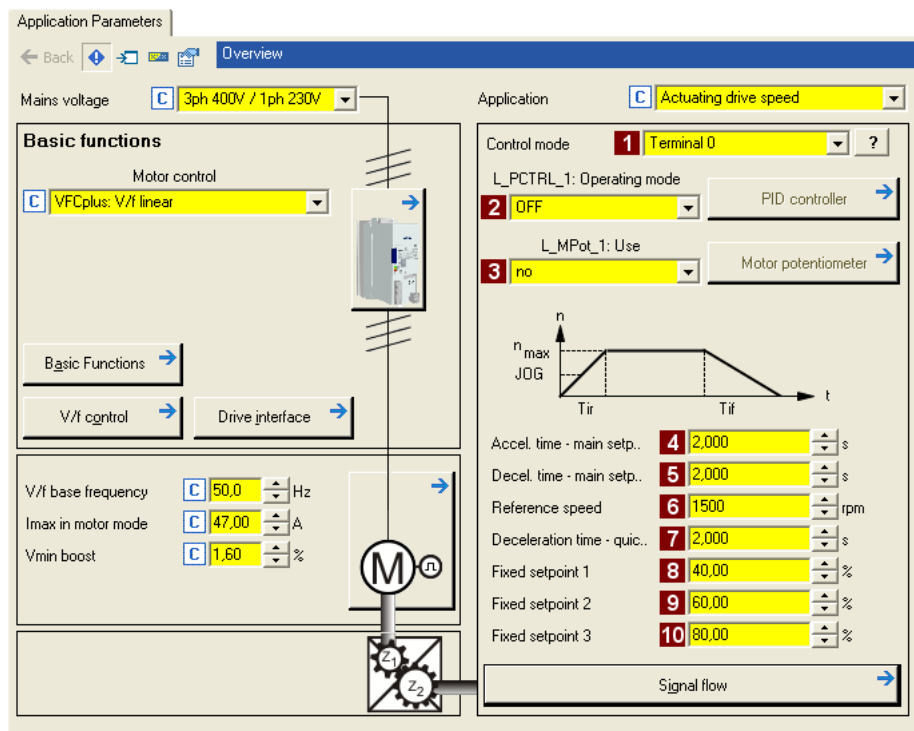 Application Parameters
Back
Overview
Mains voltage C 3ph 400V / 1ph 230V
Application C Actuating drive speed
Basic functions
Motor control
C VFCplus: V/f linear
Basic Functions
V/f control
Drive interface
V/f base frequency C 50,0 Hz
Imax in motor mode C 47,00 A
Vmin boost C 1,60 %
M
Z1
Z2
Control mode 1 Terminal 0 ?
L_PCTRL_1: Operating mode
2 OFF PID controller
L_MPot_1: Use
3 no Motor potentiometer
n
nmax
JOG
t
Tir Tif
Accel. time - main setp.. 4 2,000 s
Decel. time - main setp.. 5 2,000 s
Reference speed 6 1500 rpm
Deceleration time - quic... 7 2,000 s
Fixed setpoint 1 8 40,00 %
Fixed setpoint 2 9 60,00 %
Fixed setpoint 3 10 80,00 %
Signal flow